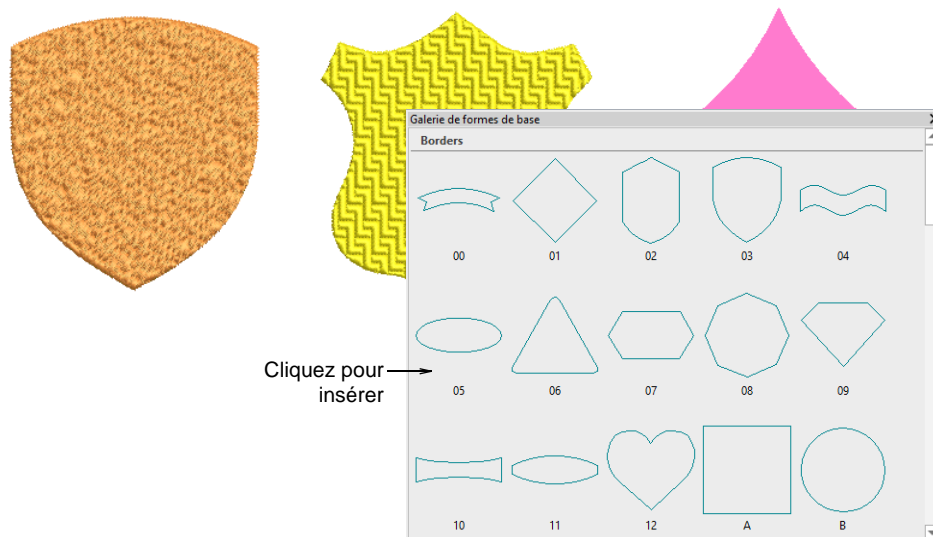 Galerie de formes de base
Borders
00 01 02 03 04
Cliquez pour
insérer
05 06 07 08 09
10 11 12 A B